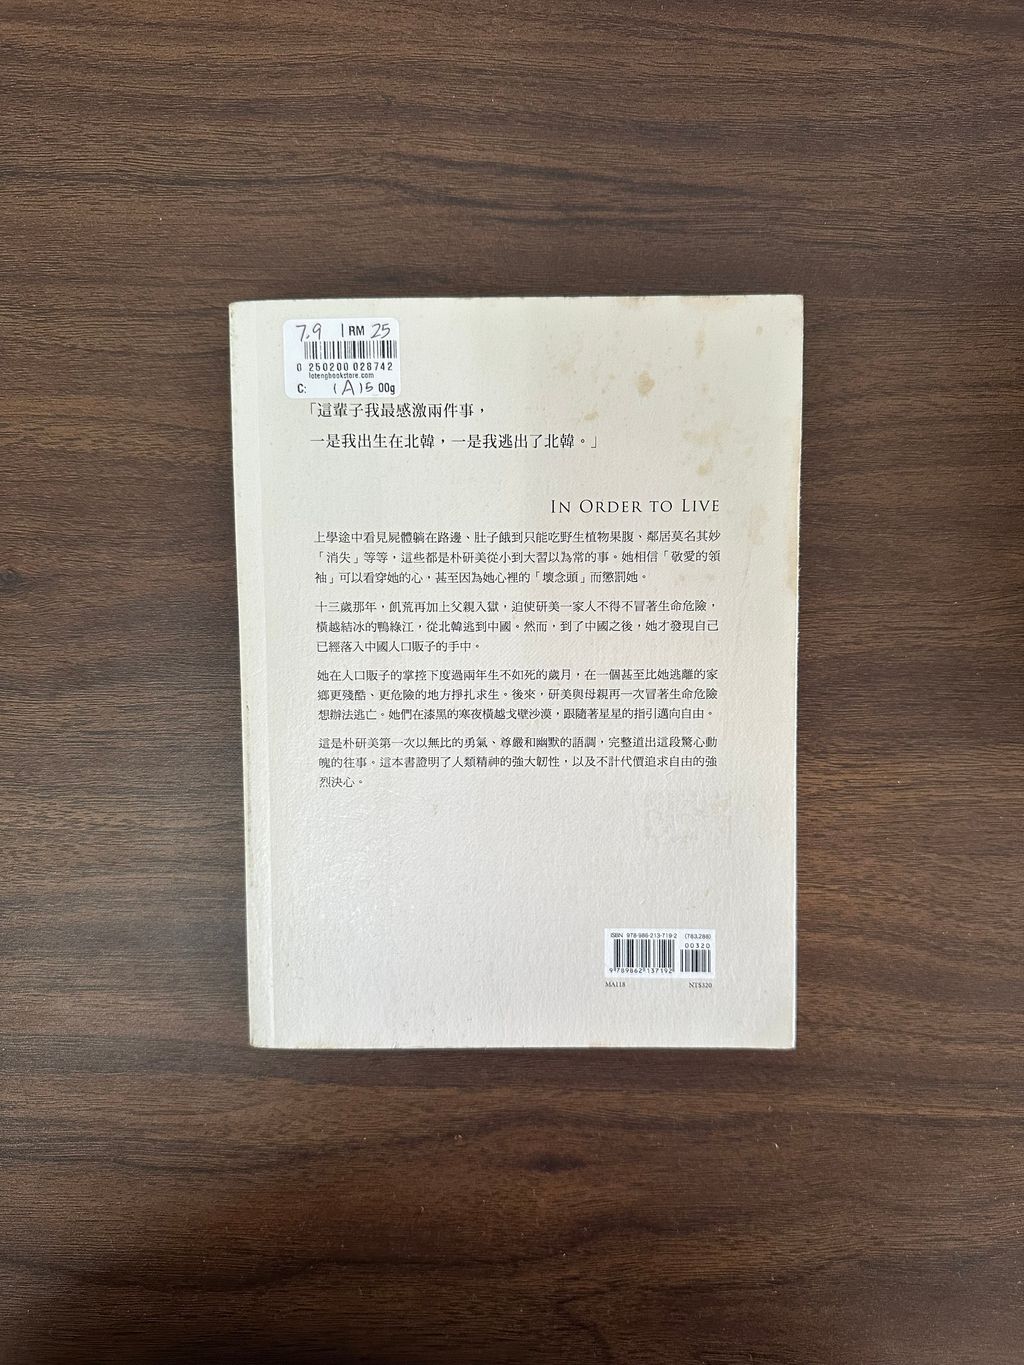 7.9 1 RM 25
0 250200 028742
lotengbookstore.com
C: (A) 5 00g
「這輩子我最感激兩件事，
一是我出生在北韓，一是我逃出了北韓。」
IN ORDER TO LIVE
上學途中看見屍體躺在路邊、肚子餓到只能吃野生植物果腹、鄰居莫名其妙
「消失」等等，這些都是朴研美從小到大習以為常的事。她相信「敬愛的領
袖」可以看穿她的心，甚至因為她心裡的「壞念頭」而懲罰她。
十三歲那年，飢荒再加上父親入獄，迫使研美一家人不得不冒著生命危險，
橫越結冰的鴨綠江，從北韓逃到中國。然而，到了中國之後，她才發現自己
已經落入中國人口販子的手中。
她在人口販子的掌控下度過兩年生不如死的歲月，在一個甚至比她逃離的家
鄉更殘酷、更危險的地方掙扎求生。後來，研美與母親再一次冒著生命危險
想辦法逃亡。她們在漆黑的寒夜橫越戈壁沙漠，跟隨著星星的指引邁向自由。
這是朴研美第一次以無比的勇氣、尊嚴和幽默的語調，完整道出這段驚心動
魄的往事。這本書證明了人類精神的強大韌性，以及不計代價追求自由的強
烈決心。
ISBN 978-986-213-719-2 (783.288)
00320
9 789862 137192
MA118 NT$320